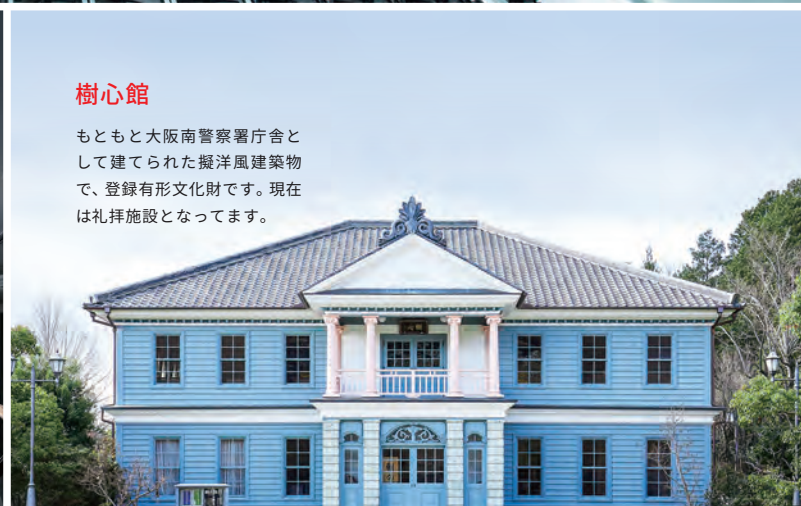 樹心館
もともと大阪南警察署庁舎と
して建てられた擬洋風建築物
で、登録有形文化財です。現在
は礼拝施設となってます。